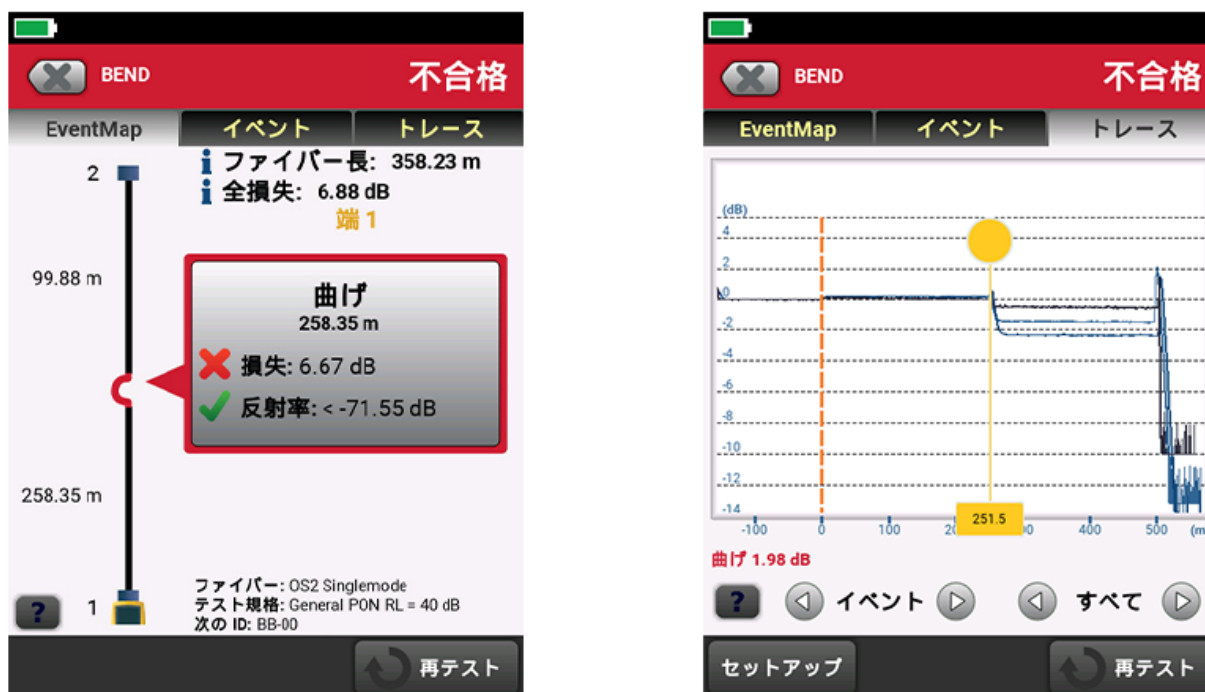 BEND
不合格
EventMap
イベント
トレース
2
ファイバー長: 358.23 m
全損失: 6.88 dB
端 1
99.88 m
曲げ
258.35 m
損失: 6.67 dB
反射率: < -71.55 dB
258.35 m
ファイバー: OS2 Singlemode
テスト規格: General PON RL = 40 dB
次の ID: BB-00
?
1
再テスト
BEND
不合格
EventMap
イベント
トレース
(dB)
4
2
0
-2
-4
-6
-8
-10
-12
-14
-100
0
100
251.5
400
500
(m
曲げ 1.98 dB
?
イベント
すべて
セットアップ
再テスト